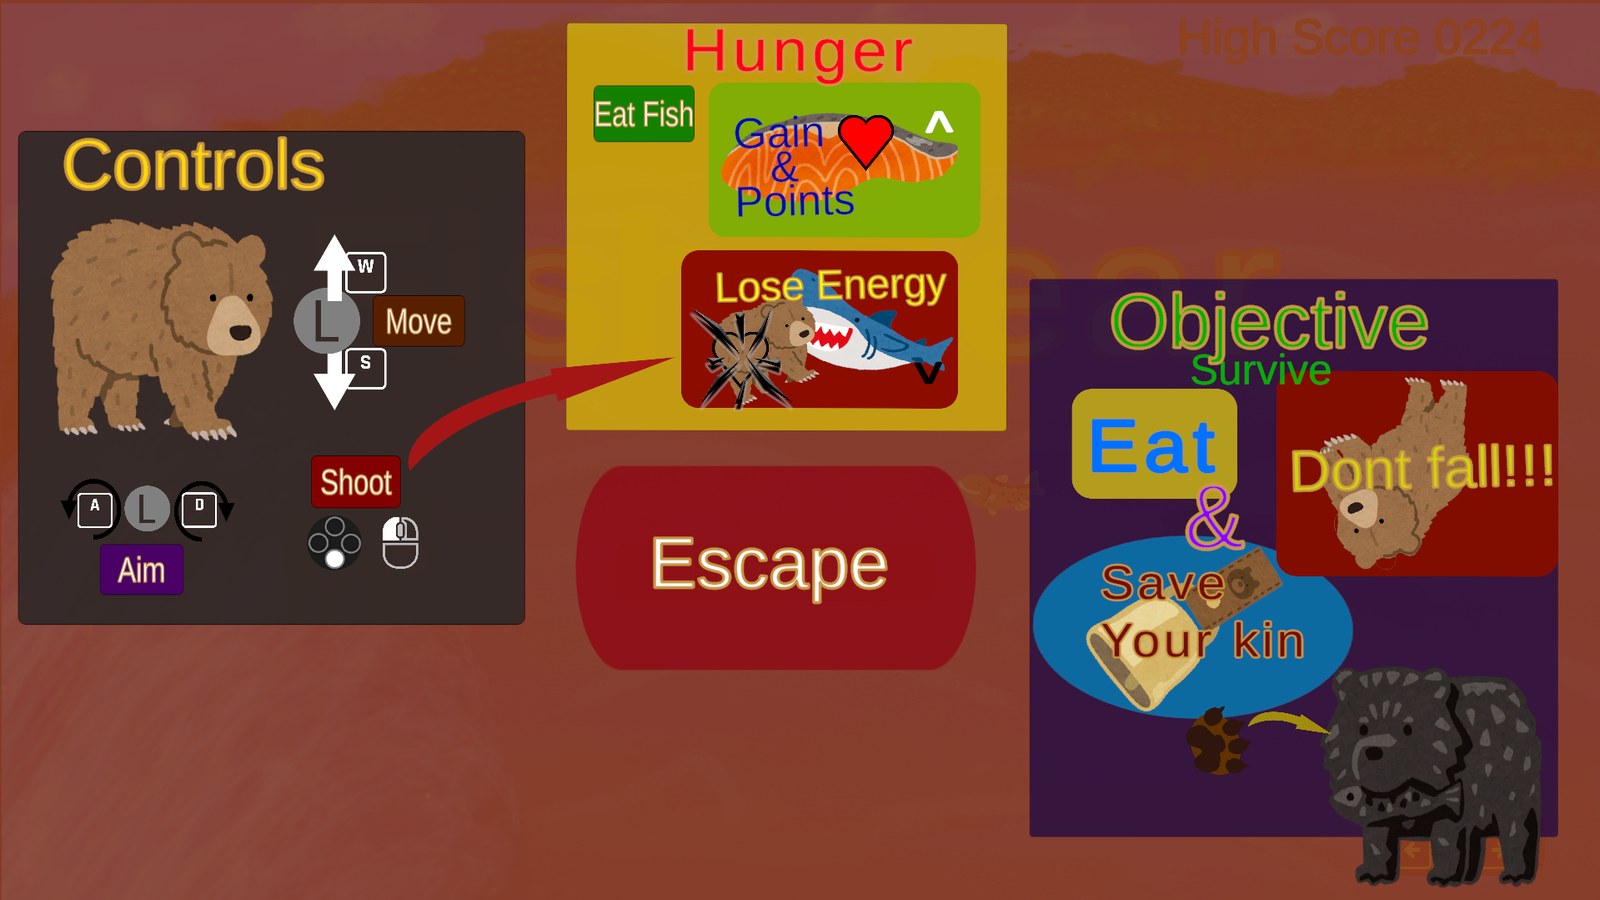 High Score 0224
Controls
W
L
Move
S
Shoot
A
L
D
Aim
Hunger
Eat Fish
Gain
&
Points
^
Lose Energy
v
Escape
Objective
Survive
Eat
&
Dont fall!!!
Save
Your kin